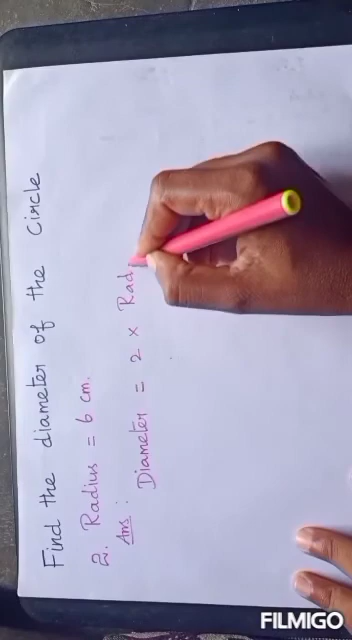 Find the diameter of the Circle
2. Radius = 6 cm.
Ans :
Diameter = 2 × Rad
FILMIGO